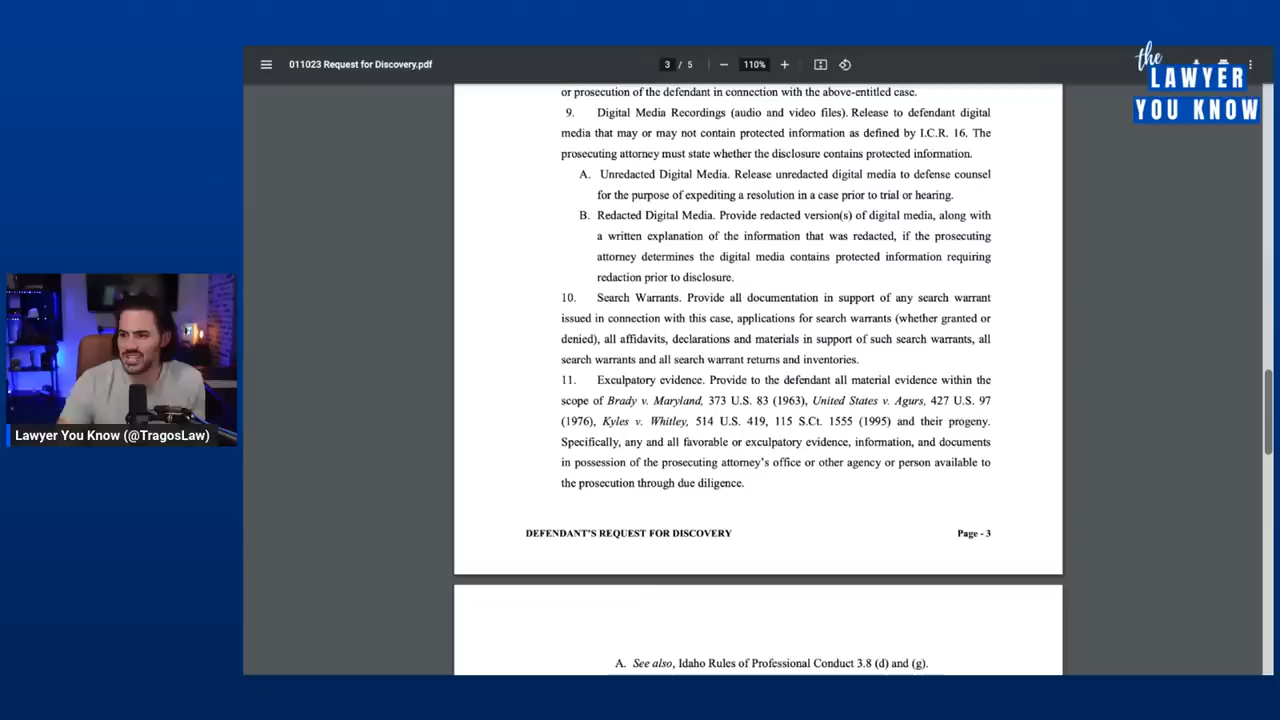 the
LAWYER
YOU KNOW
011023 Request for Discovery.pdf
3 / 5
110%
or prosecution of the defendant in connection with the above-entitled case.
9. Digital Media Recordings (audio and video files). Release to defendant digital
media that may or may not contain protected information as defined by I.C.R. 16. The
prosecuting attorney must state whether the disclosure contains protected information.
A. Unredacted Digital Media. Release unredacted digital media to defense counsel
for the purpose of expediting a resolution in a case prior to trial or hearing.
B. Redacted Digital Media. Provide redacted version(s) of digital media, along with
a written explanation of the information that was redacted, if the prosecuting
attorney determines the digital media contains protected information requiring
redaction prior to disclosure.
10. Search Warrants. Provide all documentation in support of any search warrant
issued in connection with this case, applications for search warrants (whether granted or
denied), all affidavits, declarations and materials in support of such search warrants, all
search warrants and all search warrant returns and inventories.
11. Exculpatory evidence. Provide to the defendant all material evidence within the
scope of Brady v. Maryland, 373 U.S. 83 (1963), United States v. Agurs, 427 U.S. 97
(1976), Kyles v. Whitley, 514 U.S. 419, 115 S.Ct. 1555 (1995) and their progeny.
Specifically, any and all favorable or exculpatory evidence, information, and documents
in possession of the prosecuting attorney's office or other agency or person available to
the prosecution through due diligence.
DEFENDANT'S REQUEST FOR DISCOVERY
Page - 3
A. See also, Idaho Rules of Professional Conduct 3.8 (d) and (g).
Lawyer You Know (@TragosLaw)